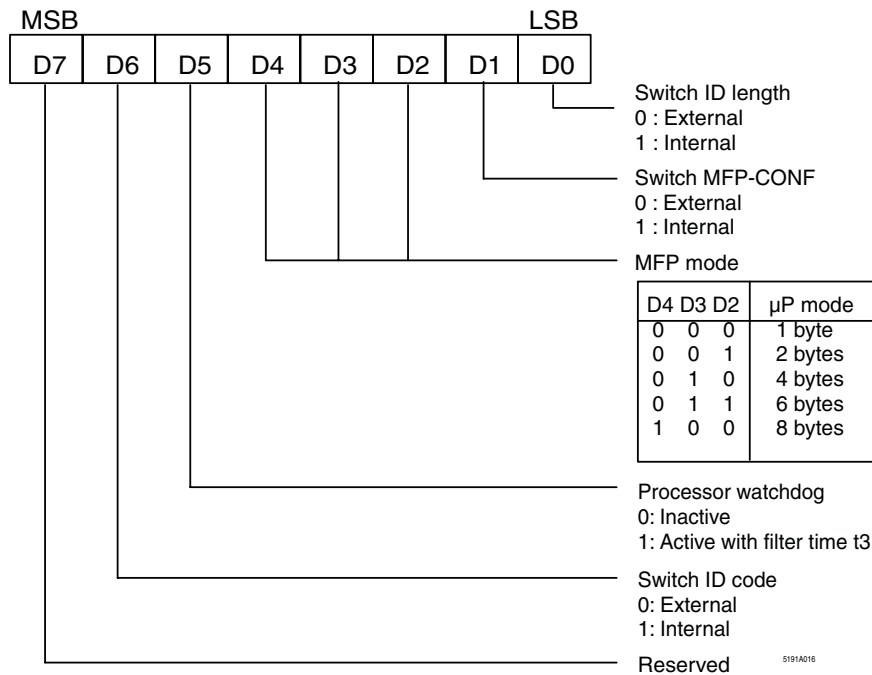 MSB LSB
D7 D6 D5 D4 D3 D2 D1 D0
Switch ID length
0 : External
1 : Internal
Switch MFP-CONF
0 : External
1 : Internal
MFP mode
D4 D3 D2 µP mode
0 0 0 1 byte
0 0 1 2 bytes
0 1 0 4 bytes
0 1 1 6 bytes
1 0 0 8 bytes
Processor watchdog
0: Inactive
1: Active with filter time t3
Switch ID code
0: External
1: Internal
Reserved 5191A016